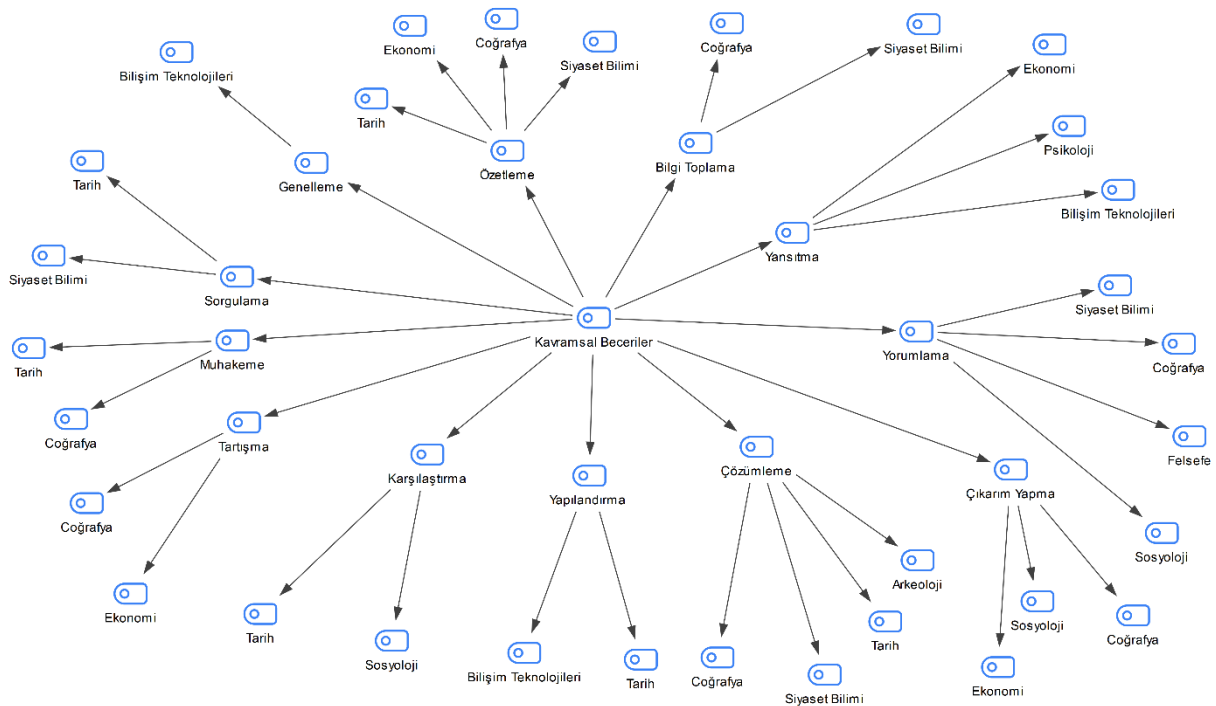 Ekonomi
Coğrafya
Siyaset Bilimi
Tarih
Özetleme
Bilişim Teknolojileri
Genelleme
Coğrafya
Siyaset Bilimi
Bilgi Toplama
Ekonomi
Psikoloji
Bilişim Teknolojileri
Yansıtma
Tarih
Siyaset Bilimi
Sorgulama
Kavramsal Beceriler
Siyaset Bilimi
Coğrafya
Yorumlama
Felsefe
Sosyoloji
Tarih
Muhakeme
Coğrafya
Tartışma
Coğrafya
Ekonomi
Karşılaştırma
Tarih
Sosyoloji
Yapılandırma
Bilişim Teknolojileri
Tarih
Çözümleme
Coğrafya
Siyaset Bilimi
Tarih
Arkeoloji
Çıkarım Yapma
Ekonomi
Sosyoloji
Coğrafya